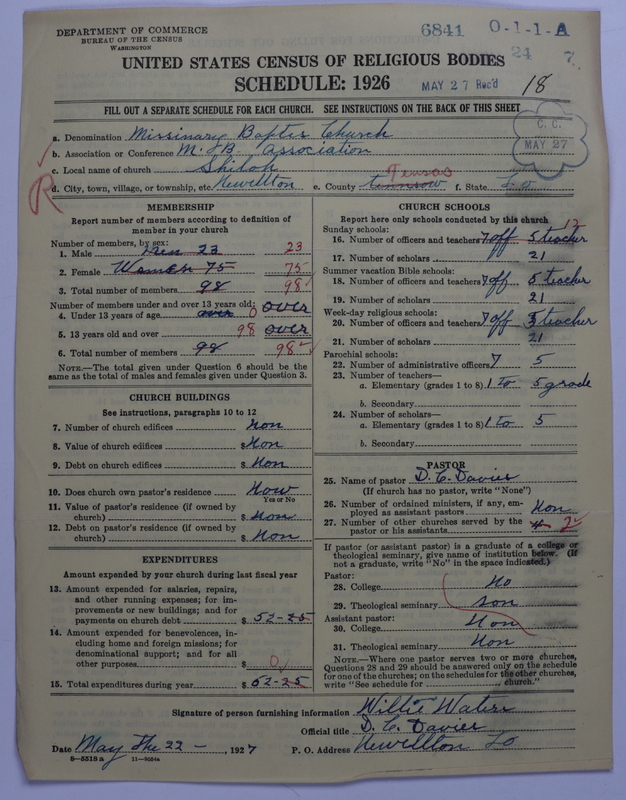 DEPARTMENT OF COMMERCE
BUREAU OF THE CENSUS
WASHINGTON
6841 0-1-1-A
24 7
UNITED STATES CENSUS OF RELIGIOUS BODIES
SCHEDULE: 1926
MAY 27 Rec'd 18
FILL OUT A SEPARATE SCHEDULE FOR EACH CHURCH. SEE INSTRUCTIONS ON THE BACK OF THIS SHEET
C. C.
MAY 27
a. Denomination Missinary Baptis Church
b. Association or Conference M. J B. Association
c. Local name of church Shiloh
Tensas
d. City, town, village, or township, etc. Newellton e. County f. State La
R
MEMBERSHIP
Report number of members according to definition of
member in your church
Number of members, by sex:
1. Male Men 23 23
2. Female Women 75 75
3. Total number of members 98 98
Number of members under and over 13 years old:
4. Under 13 years of age over 0 over
5. 13 years old and over 98 over
6. Total number of members 98 98
NOTE.—The total given under Question 6 should be
same as the total of males and females given under Question 3.
CHURCH BUILDINGS
See instructions, paragraphs 10 to 12
7. Number of church edifices Non
8. Value of church edifices $ Non
9. Debt on church edifices $ Non
10. Does church own pastor's residence How
Yes or No
11. Value of pastor's residence (if owned by
church) $ Non
12. Debt on pastor's residence (if owned by
church) $ Non
EXPENDITURES
Amount expended by your church during last fiscal year
13. Amount expended for salaries, repairs,
and other running expenses; for im-
provements or new buildings; and for
payments on church debt $ 52-25
14. Amount expended for benevolences, in-
cluding home and foreign missions; for
denominational support; and for all
other purposes $ 0
15. Total expenditures during year $ 52-25
CHURCH SCHOOLS
Report here only schools conducted by this church
Sunday schools: 12
16. Number of officers and teachers 7 off 5 teacher
17. Number of scholars 21
Summer vacation Bible schools:
18. Number of officers and teachers 7 off 5 teacher
19. Number of scholars 21
Week-day religious schools:
20. Number of officers and teachers 7 off 5 teacher
21. Number of scholars 21
Parochial schools:
22. Number of administrative officers 7 5
23. Number of teachers—
a. Elementary (grades 1 to 8) 1 to 5 grade
b. Secondary
24. Number of scholars—
a. Elementary (grades 1 to 8) 1 to 5
b. Secondary
PASTOR
25. Name of pastor D. C. Davies
(If church has no pastor, write "None")
26. Number of ordained ministers, if any, em-
ployed as assistant pastors Non
27. Number of other churches served by the
pastor or his assistants 4 2
If pastor (or assistant pastor) is a graduate of a college or
theological seminary, give name of institution below. (If
not a graduate, write "No" in the space indicated.)
Pastor:
28. College No
29. Theological seminary non
Assistant pastor:
30. College Non
31. Theological seminary Non
NOTE.—Where one pastor serves two or more churches,
Questions 28 and 29 should be answered only on the schedule
for one of the churches; on the schedules for the other churches,
write "See schedule for church."
Signature of person furnishing information Willie Waters
Official title D. C. Davies
Date May the 22 -, 1927 P. O. Address Newellton La
8—5518a 11—9054a